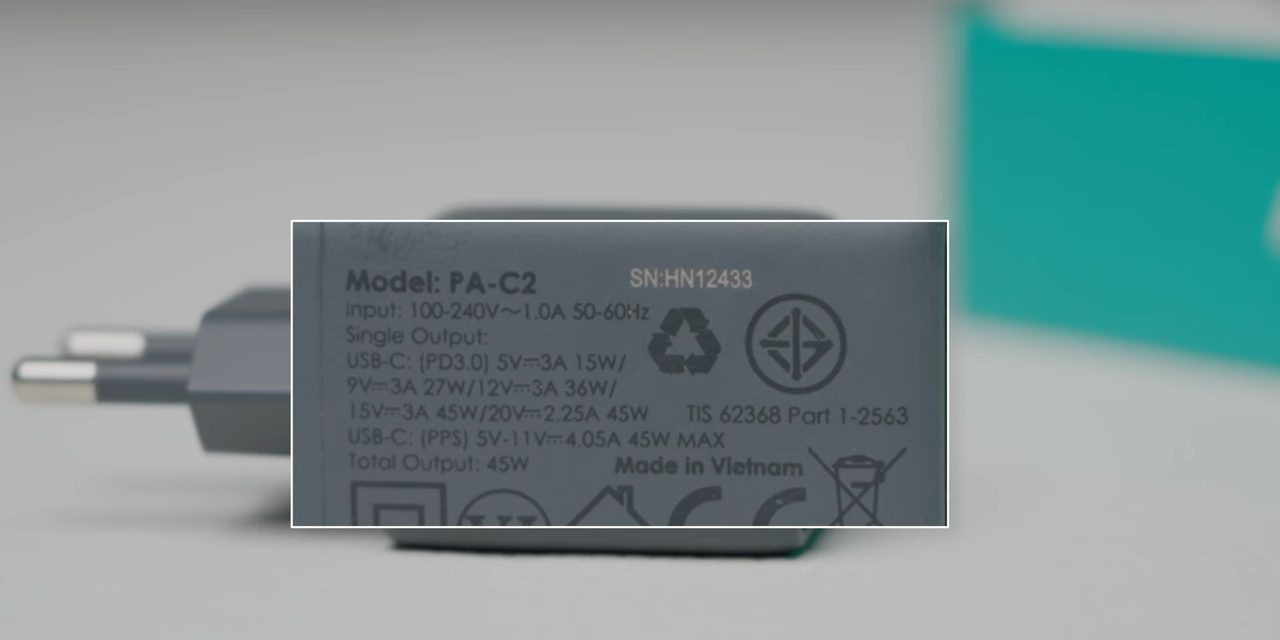 Model: PA-C2
SN:HN12433
Input: 100-240V～1.0A 50-60Hz
Single Output:
USB-C: (PD3.0) 5V⎓3A 15W/
9V⎓3A 27W/12V⎓3A 36W/
15V⎓3A 45W/20V⎓2.25A 45W
TIS 62368 Part 1-2563
USB-C: (PPS) 5V-11V⎓4.05A 45W MAX
Total Output: 45W
Made in Vietnam
VI
CE